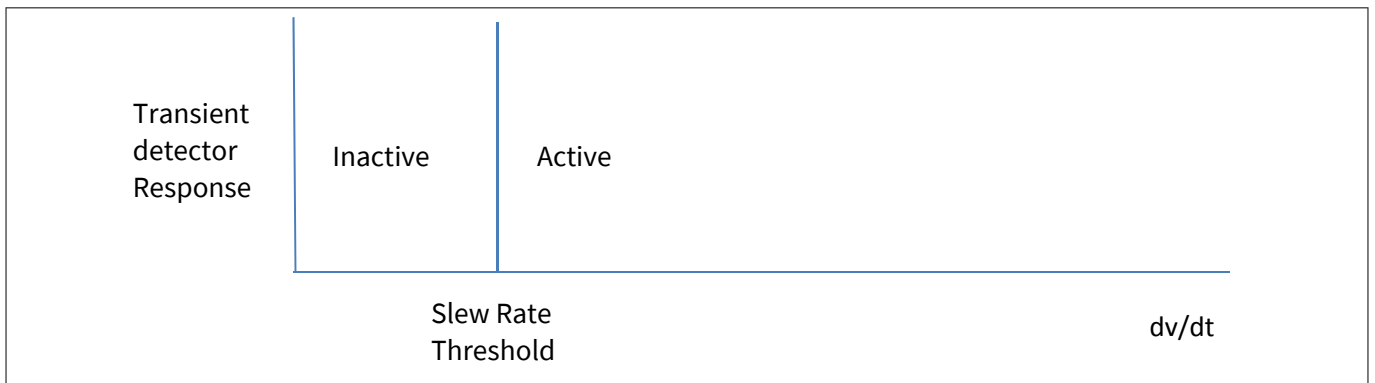 Transient
detector
Response
Inactive
Active
Slew Rate
Threshold
dv/dt